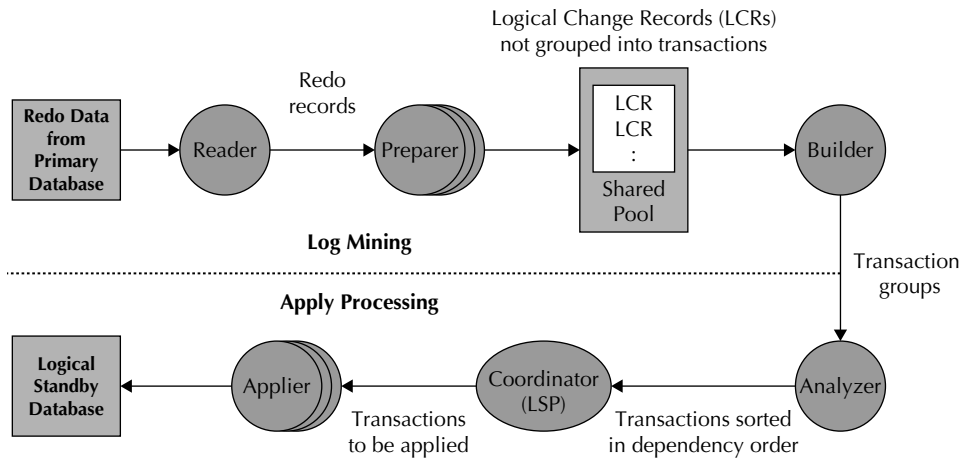 Logical Change Records (LCRs)
not grouped into transactions
Redo Data
from
Primary
Database
Reader
Redo
records
Preparer
LCR
LCR
:
Shared
Pool
Builder
Log Mining
Transaction
groups
Apply Processing
Logical
Standby
Database
Applier
Transactions
to be applied
Coordinator
(LSP)
Transactions sorted
in dependency order
Analyzer